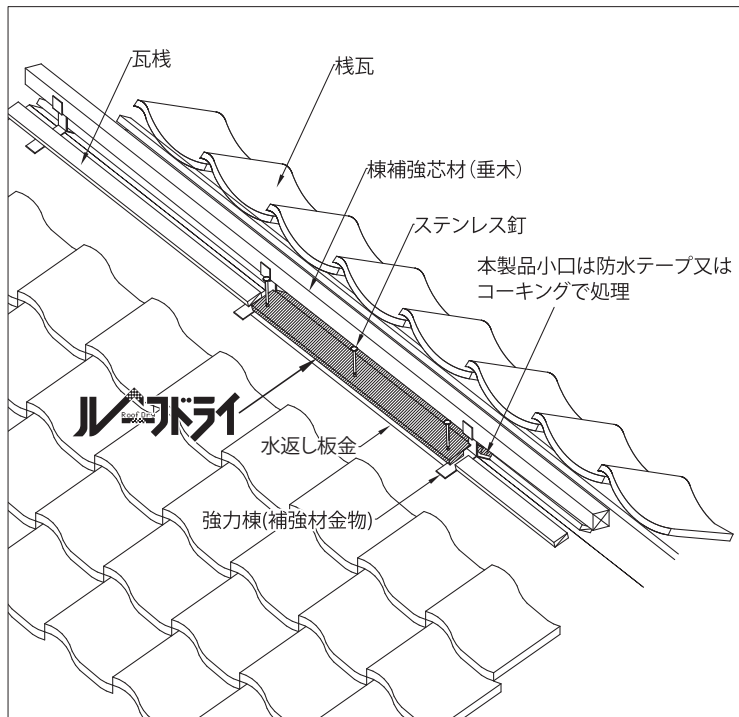 瓦桟
桟瓦
棟補強芯材（垂木）
ステンレス釘
本製品小口は防水テープ又は
コーキングで処理
ルーフドライ
Roof Dry
水返し板金
強力棟(補強材金物)